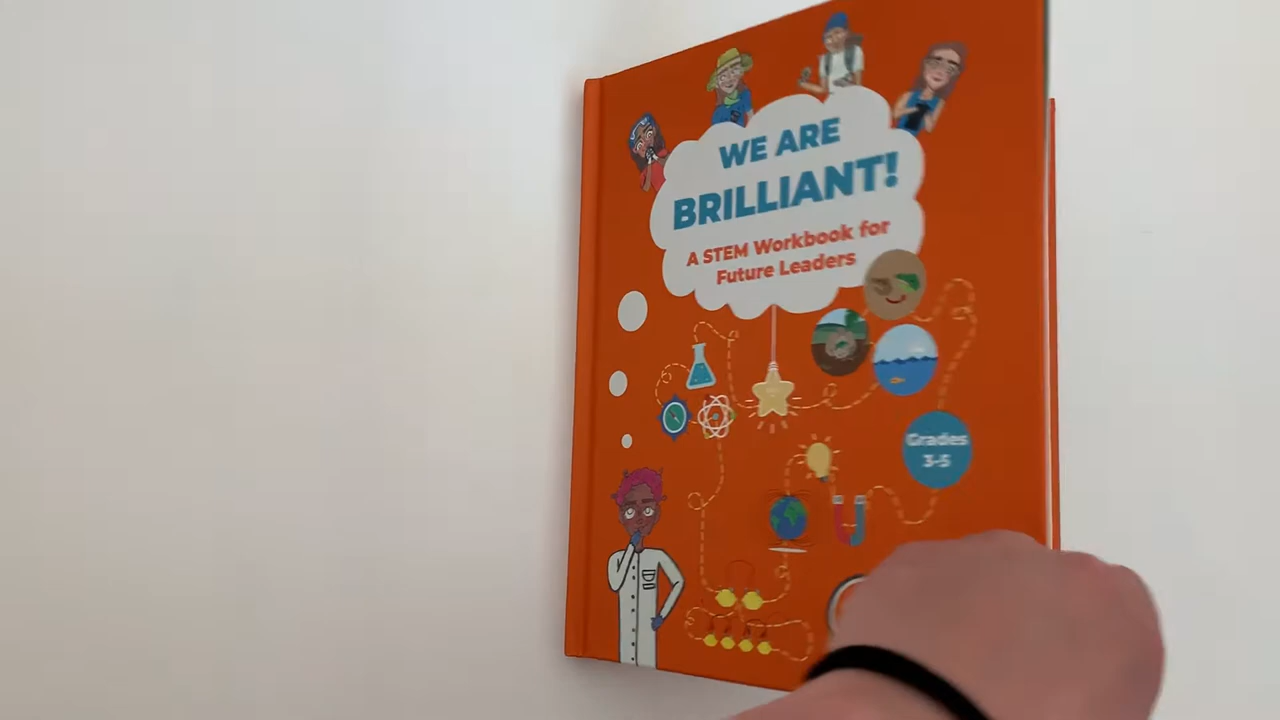 WE ARE
BRILLIANT!
A STEM Workbook for
Future Leaders
Grades
3-5